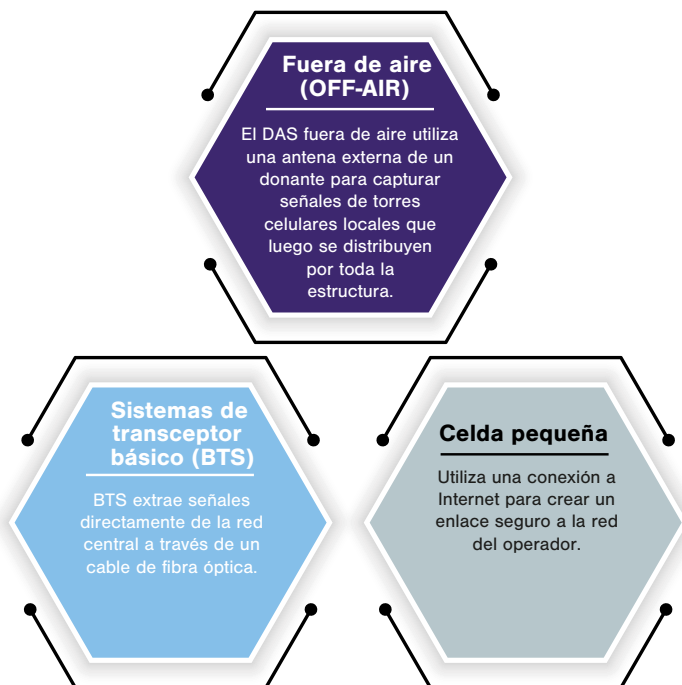 Fuera de aire
(OFF-AIR)
El DAS fuera de aire utiliza
una antena externa de un
donante para capturar
señales de torres
celulares locales que
luego se distribuyen
por toda la
estructura.
Sistemas de
transceptor
básico (BTS)
BTS extrae señales
directamente de la red
central a través de un
cable de fibra óptica.
Celda pequeña
Utiliza una conexión a
Internet para crear un
enlace seguro a la red
del operador.